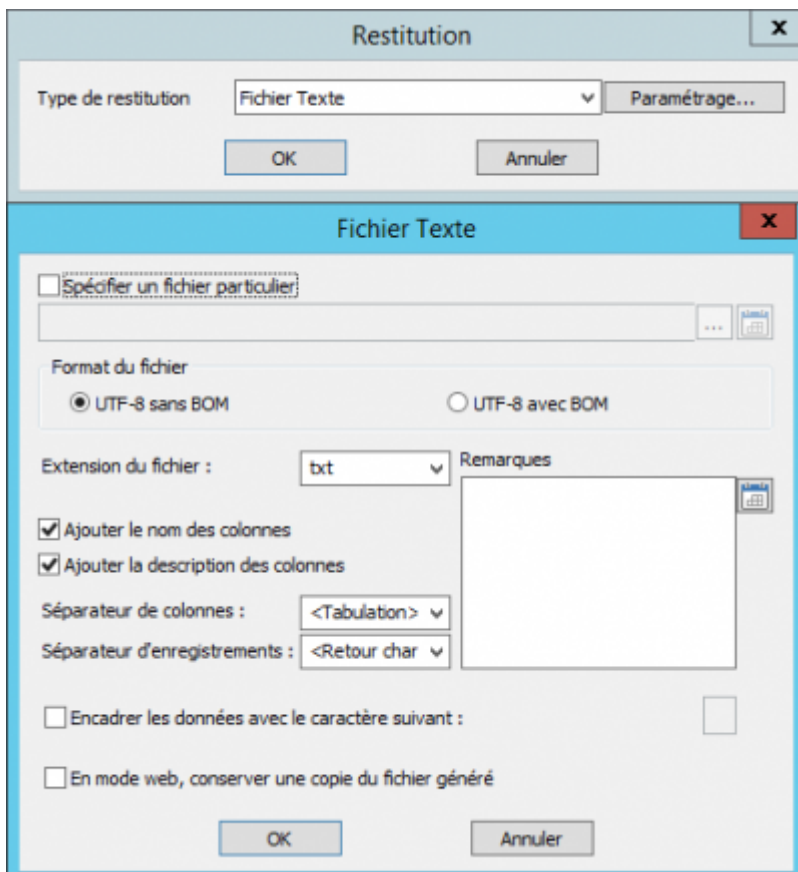 Restitution
x
Type de restitution Fichier Texte Paramétrage...
OK Annuler
Fichier Texte
x
Spécifier un fichier particulier
...
Format du fichier
UTF-8 sans BOM UTF-8 avec BOM
Extension du fichier : txt Remarques
Ajouter le nom des colonnes
Ajouter la description des colonnes
Séparateur de colonnes : <Tabulation>
Séparateur d'enregistrements : <Retour char
Encadrer les données avec le caractère suivant :
En mode web, conserver une copie du fichier généré
OK Annuler